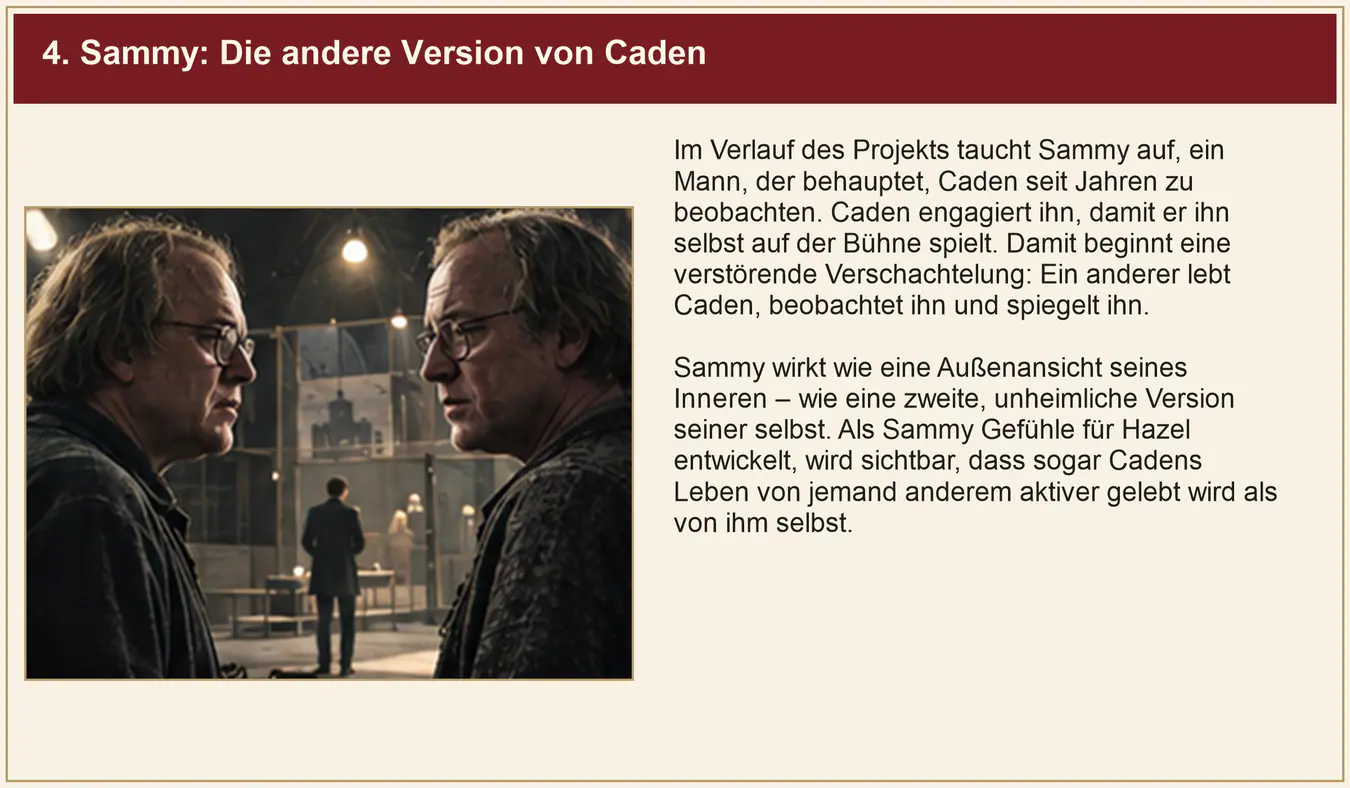 4. Sammy: Die andere Version von Caden
Im Verlauf des Projekts taucht Sammy auf, ein
Mann, der behauptet, Caden seit Jahren zu
beobachten. Caden engagiert ihn, damit er ihn
selbst auf der Bühne spielt. Damit beginnt eine
verstörende Verschachtelung: Ein anderer lebt
Caden, beobachtet ihn und spiegelt ihn.
Sammy wirkt wie eine Außenansicht seines
Inneren – wie eine zweite, unheimliche Version
seiner selbst. Als Sammy Gefühle für Hazel
entwickelt, wird sichtbar, dass sogar Cadens
Leben von jemand anderem aktiver gelebt wird als
von ihm selbst.